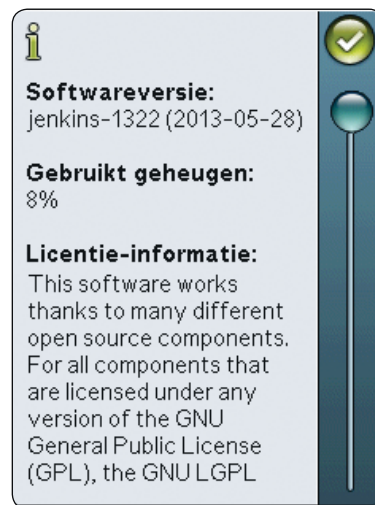 Softwareversie:
jenkins-1322 (2013-05-28)
Gebruikt geheugen:
8%
Licentie-informatie:
This software works
thanks to many different
open source components.
For all components that
are licensed under any
version of the GNU
General Public License
(GPL), the GNU LGPL